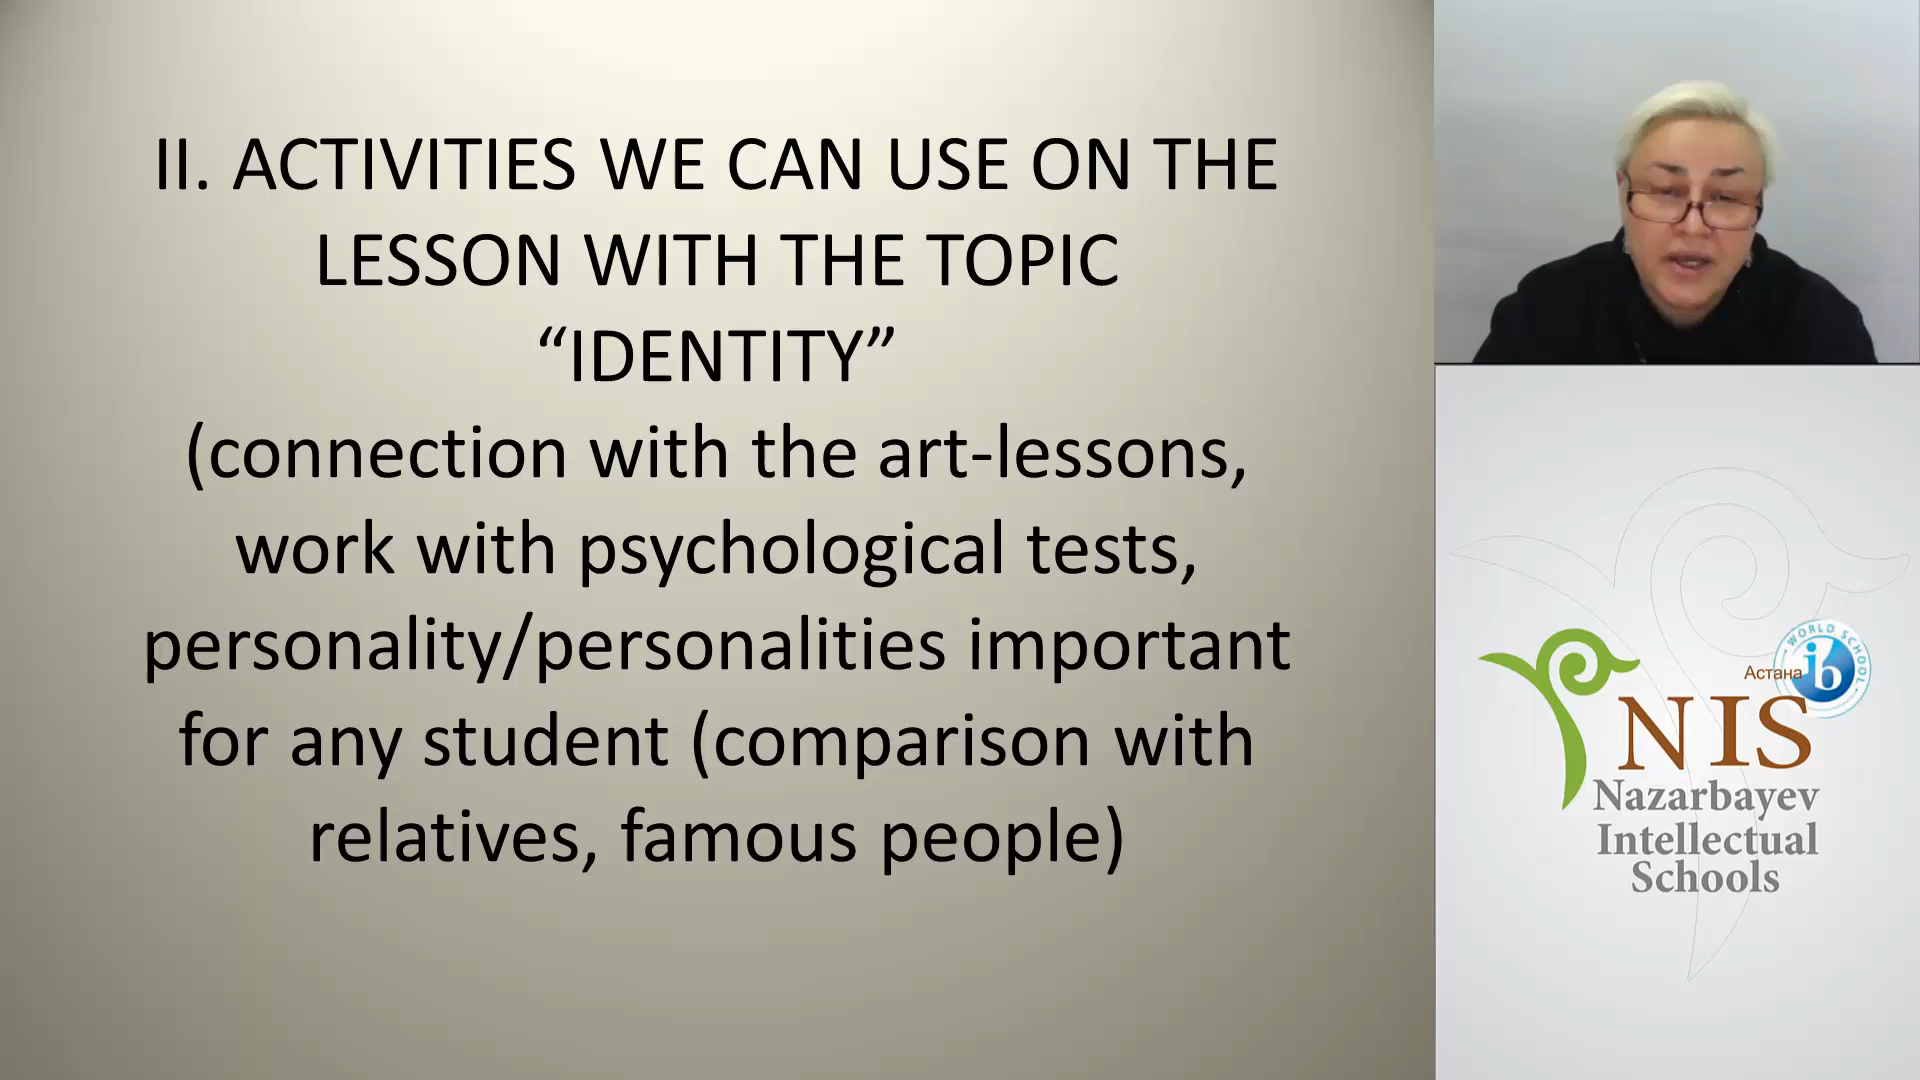 II. ACTIVITIES WE CAN USE ON THE
LESSON WITH THE TOPIC
“IDENTITY”
(connection with the art-lessons,
work with psychological tests,
personality/personalities important
for any student (comparison with
relatives, famous people)
WORLD SCHOOL
Астана
ib
NIS
Nazarbayev
Intellectual
Schools